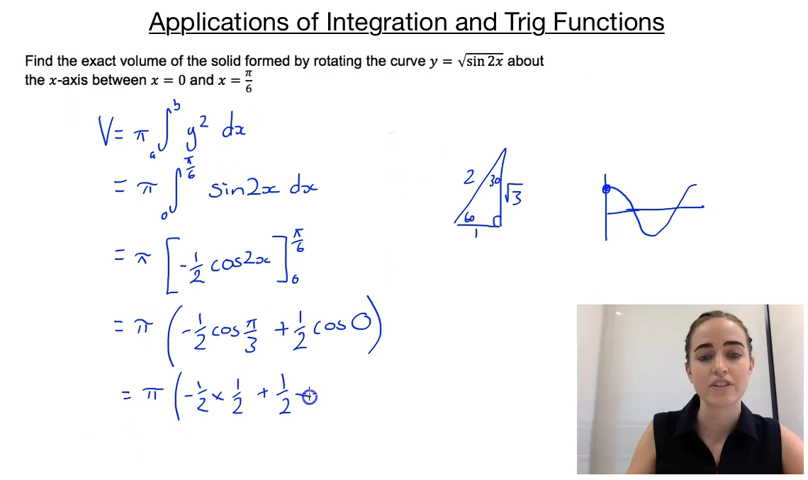 Applications of Integration and Trig Functions
Find the exact volume of the solid formed by rotating the curve y = √sin 2x about
the x-axis between x = 0 and x = π/6
V = π ∫ₐᵇ y² dx
= π ∫₀^(π/6) sin2x dx
= π [-1/2 cos2x]₀^(π/6)
= π (-1/2 cos π/3 + 1/2 cos 0)
= π (-1/2 × 1/2 + 1/2
2 30 √3
60
1